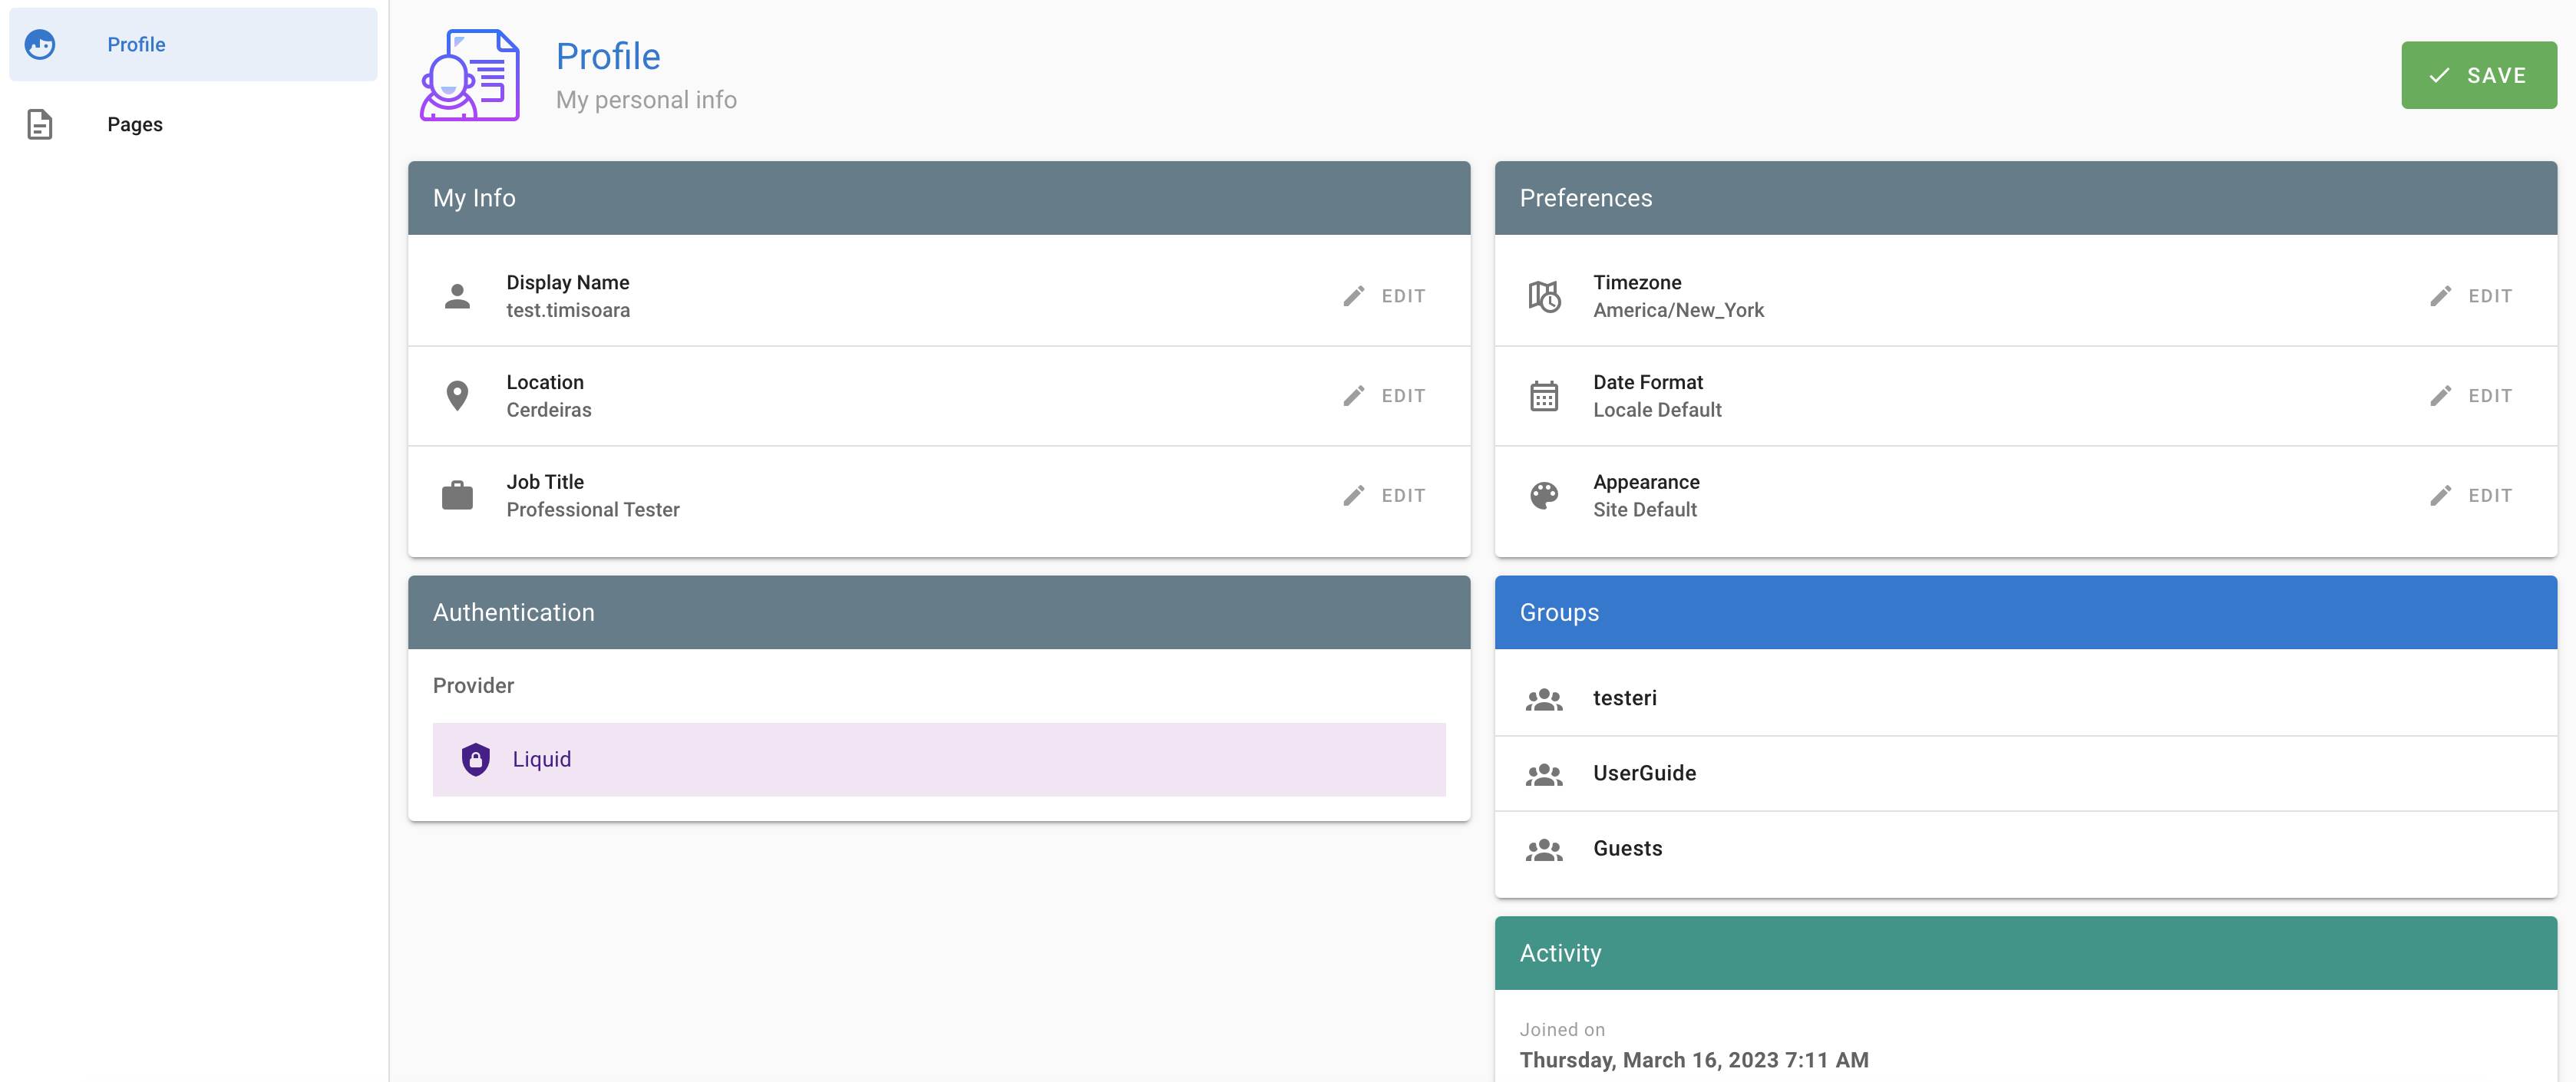 Profile
Pages
Profile
My personal info
SAVE
My Info
Display Name
test.timisoara
EDIT
Location
Cerdeiras
EDIT
Job Title
Professional Tester
EDIT
Authentication
Provider
Liquid
Preferences
Timezone
America/New_York
EDIT
Date Format
Locale Default
EDIT
Appearance
Site Default
EDIT
Groups
testeri
UserGuide
Guests
Activity
Joined on
Thursday, March 16, 2023 7:11 AM